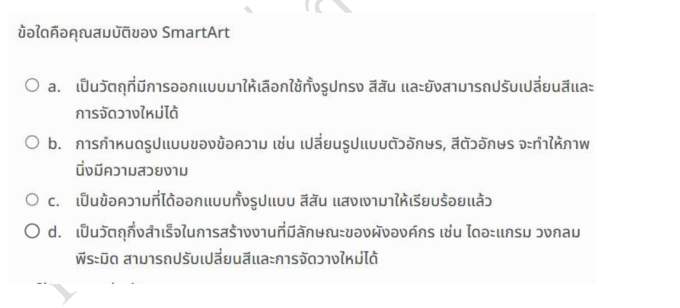 ข้อใดคือคุณสมบัติของ SmartArt
a. เป็นวัตถุที่มีการออกแบบมาให้เลือกใช้ทั้งรูปทรง สีสัน และยังสามารถปรับเปลี่ยนสีและ
การจัดวางใหม่ได้
b. การกำหนดรูปแบบของข้อความ เช่น เปลี่ยนรูปแบบตัวอักษร, สีตัวอักษร จะทำให้ภาพ
นิ่งมีความสวยงาม
c. เป็นข้อความที่ได้ออกแบบทั้งรูปแบบ สีสัน แสงเงามาให้เรียบร้อยแล้ว
d. เป็นวัตถุกึ่งสำเร็จในการสร้างงานที่มีลักษณะของผังองค์กร เช่น ไดอะแกรม วงกลม
พีระมิด สามารถปรับเปลี่ยนสีและการจัดวางใหม่ได้